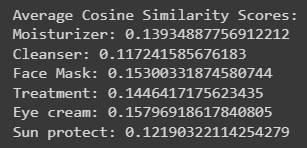 Average Cosine Similarity Scores:
Moisturizer: 0.13934887756912212
Cleanser: 0.117241585676183
Face Mask: 0.15300331874580744
Treatment: 0.1446417175623435
Eye cream: 0.15796918617840805
Sun protect: 0.12190322114254279